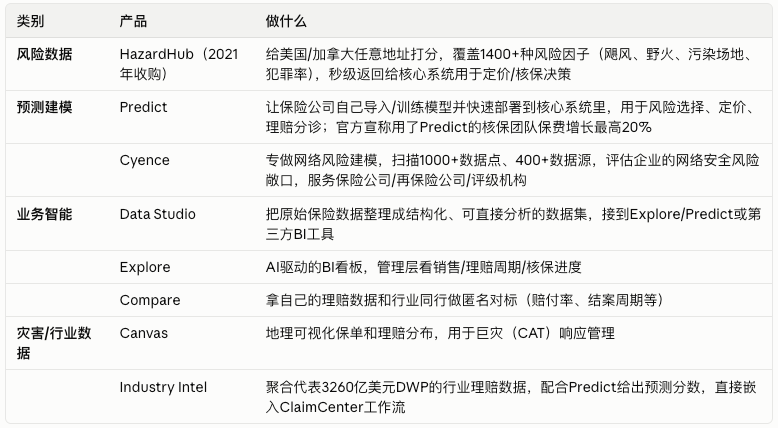 类别 产品 做什么
风险数据 HazardHub（2021 给美国/加拿大任意地址打分，覆盖1400+种风险因子（飓风、野火、污染场地、
年收购） 犯罪率），秒级返回给核心系统用于定价/核保决策
预测建模 Predict 让保险公司自己导入/训练模型并快速部署到核心系统里，用于风险选择、定价、
理赔分诊；官方宣称用了Predict的核保团队保费增长最高20%
Cyence 专做网络风险建模，扫描1000+数据点、400+数据源，评估企业的网络安全风险
敞口，服务保险公司/再保险公司/评级机构
业务智能 Data Studio 把原始保险数据整理成结构化、可直接分析的数据集，接到Explore/Predict或第
三方BI工具
Explore AI驱动的BI看板，管理层看销售/理赔周期/核保进度
Compare 拿自己的理赔数据和行业同行做匿名对标（赔付率、结案周期等）
灾害/行业数 Canvas 地理可视化保单和理赔分布，用于巨灾（CAT）响应管理
据
Industry Intel 聚合代表3260亿美元DWP的行业理赔数据，配合Predict给出预测分数，直接嵌
入ClaimCenter工作流